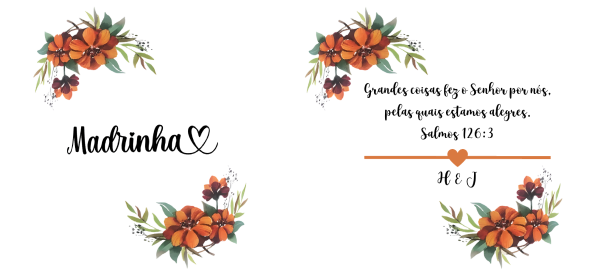 Madrinha
Grandes coisas fez o Senhor por nós,
pelas quais estamos alegres.
Salmos 126:3
H & J